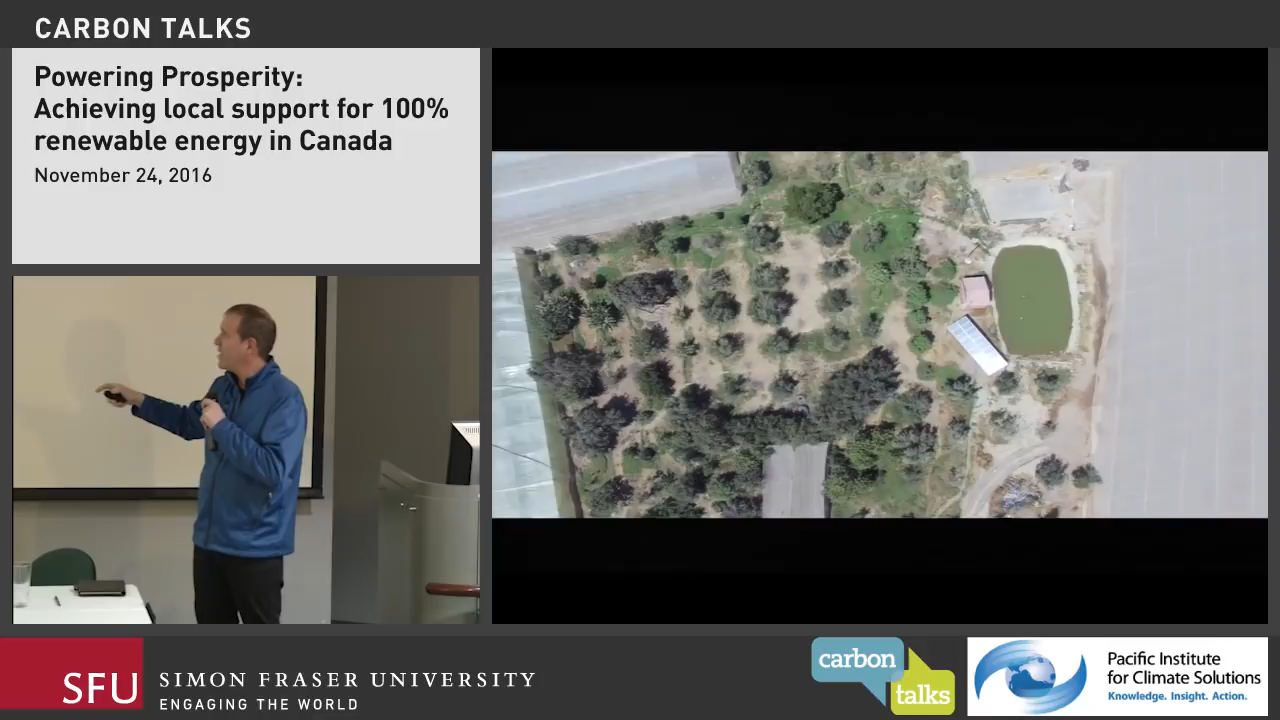 CARBON TALKS
Powering Prosperity:
Achieving local support for 100%
renewable energy in Canada
November 24, 2016
SFU
SIMON FRASER UNIVERSITY
ENGAGING THE WORLD
carbon
talks
Pacific Institute
for Climate Solutions
Knowledge. Insight. Action.